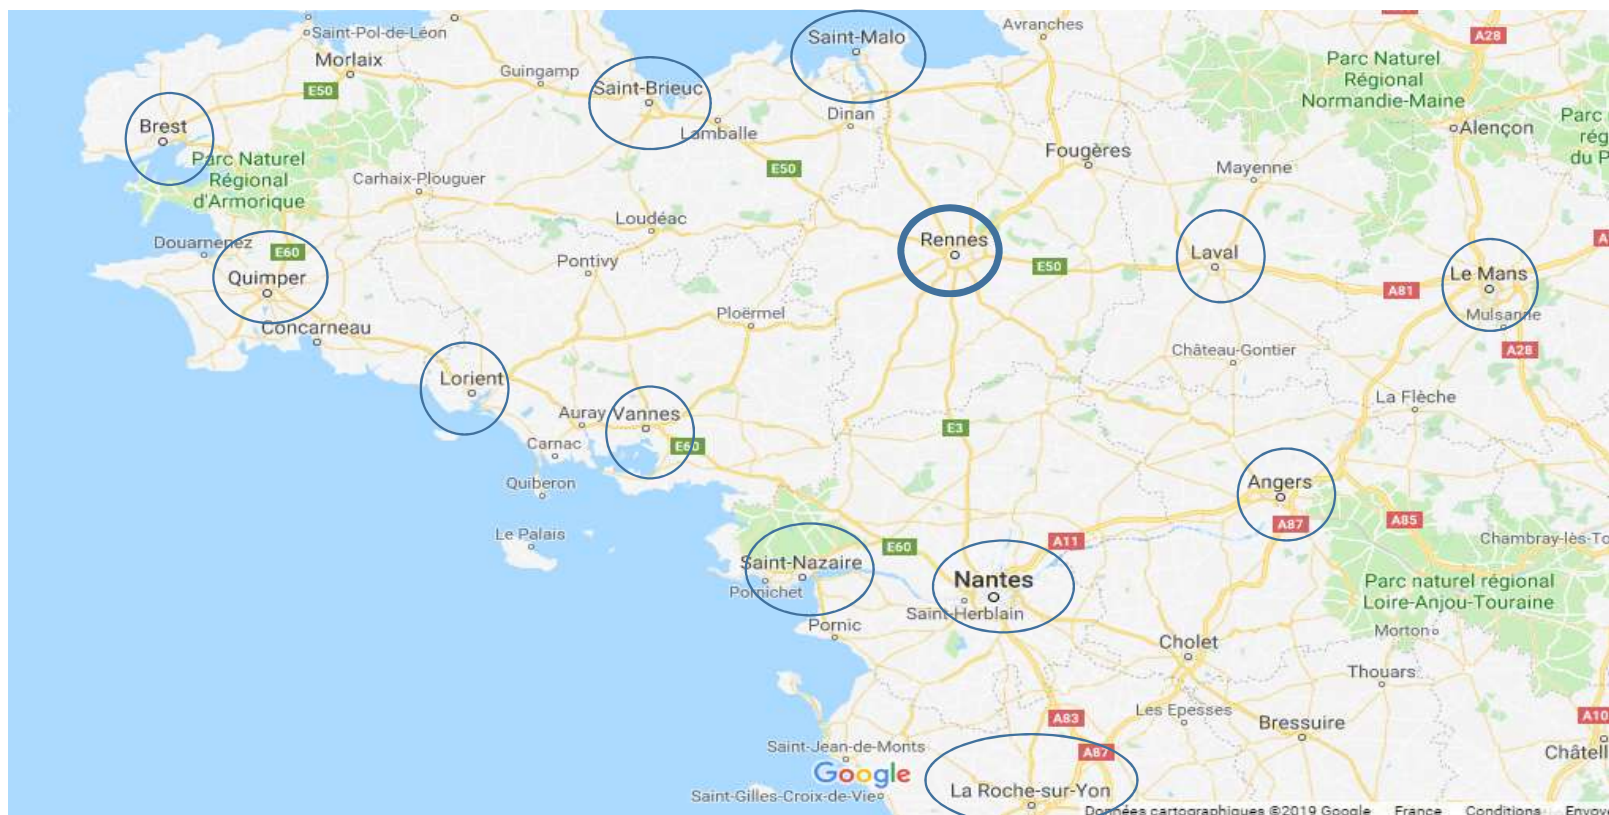 Saint-Pol-de-Léon
Morlaix
E50
Guingamp
Saint-Brieuc
Lamballe
Saint-Malo
Dinan
Avranches
A28
Parc Naturel
Régional
Normandie-Maine
Alençon
Parc
rég
du P
Brest
Parc Naturel
Régional
d'Armorique
Carhaix-Plouguer
E50
Fougères
Mayenne
Loudéac
Douarnenez
E60
Quimper
Concarneau
Pontivy
Rennes
E50
Laval
A81
Le Mans
Mulsanne
A
A28
Ploërmel
Château-Gontier
La Flèche
Lorient
Auray
Vannes
Carnac
E60
E3
Quiberon
Le Palais
Angers
A87
A85
Chambray-lès-To
A11
E60
Saint-Nazaire
Pornichet
Nantes
Saint-Herblain
Pornic
Parc naturel régional
Loire-Anjou-Touraine
Morton
Cholet
Thouars
Les Epesses
Bressuire
A83
A87
A10
Châtell
Saint-Jean-de-Monts
Google
La Roche-sur-Yon
Saint-Gilles-Croix-de-Vie
Données cartographiques ©2019 Google France Conditions Envoye